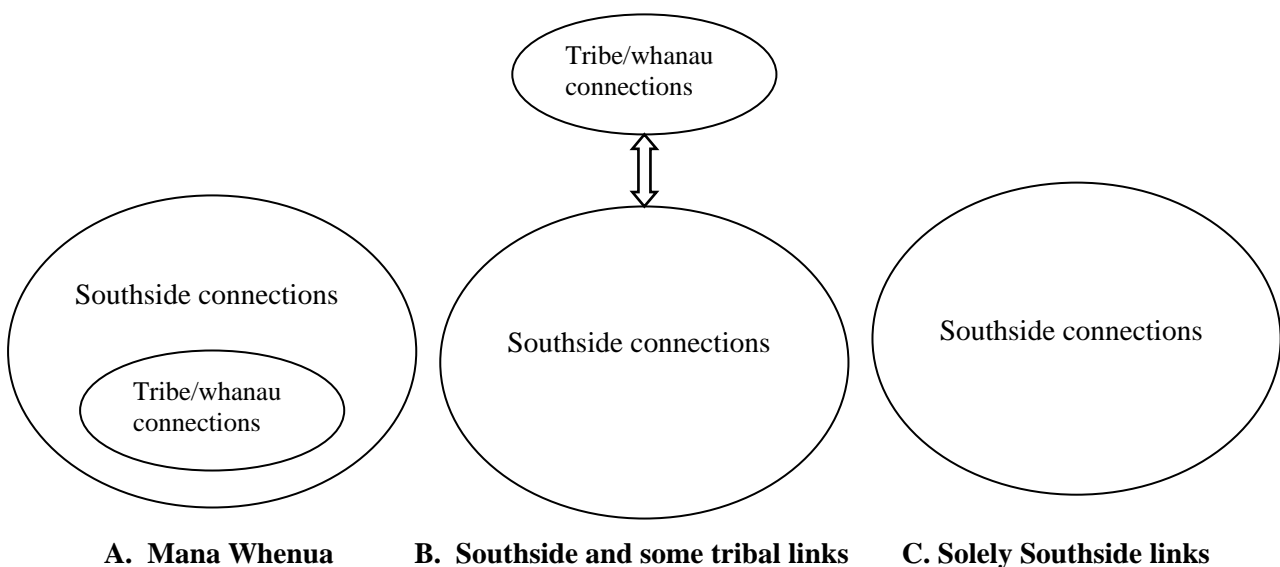 Tribe/whanau
connections
Southside connections
Southside connections
Southside connections
Tribe/whanau
connections
A.  Mana Whenua
B.  Southside and some tribal links
C. Solely Southside links